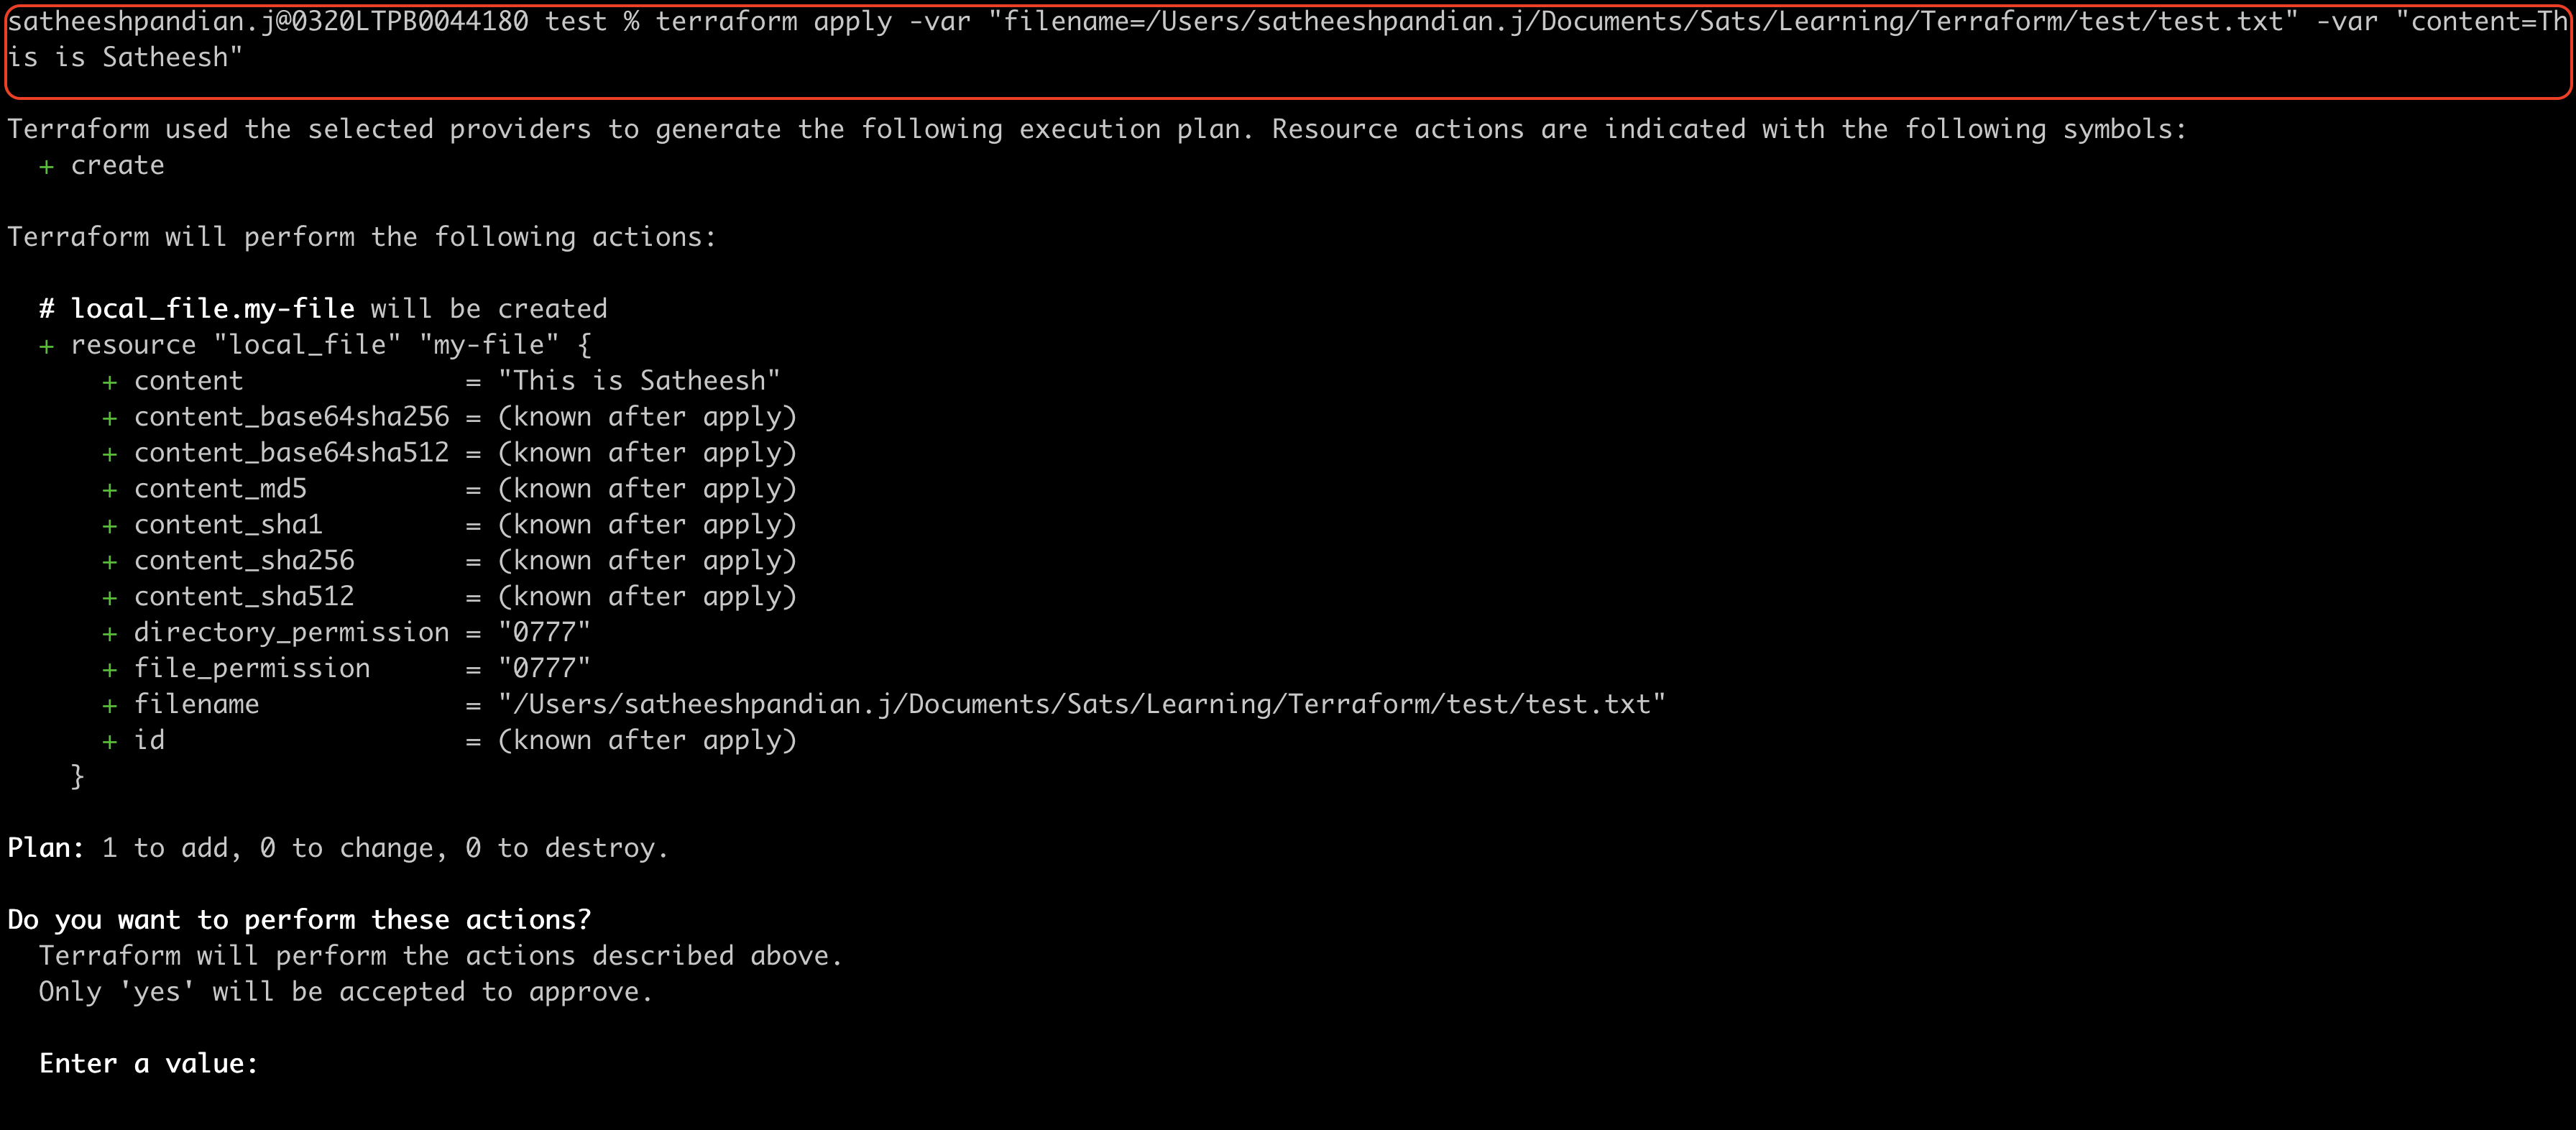 satheeshpandian.j@0320LTPB0044180 test % terraform apply -var "filename=/Users/satheeshpandian.j/Documents/Sats/Learning/Terraform/test/test.txt" -var "content=Th
is is Satheesh"
Terraform used the selected providers to generate the following execution plan. Resource actions are indicated with the following symbols:
  + create
Terraform will perform the following actions:
  # local_file.my-file will be created
  + resource "local_file" "my-file" {
      + content              = "This is Satheesh"
      + content_base64sha256 = (known after apply)
      + content_base64sha512 = (known after apply)
      + content_md5          = (known after apply)
      + content_sha1         = (known after apply)
      + content_sha256       = (known after apply)
      + content_sha512       = (known after apply)
      + directory_permission = "0777"
      + file_permission      = "0777"
      + filename             = "/Users/satheeshpandian.j/Documents/Sats/Learning/Terraform/test/test.txt"
      + id                   = (known after apply)
    }
Plan: 1 to add, 0 to change, 0 to destroy.
Do you want to perform these actions?
  Terraform will perform the actions described above.
  Only 'yes' will be accepted to approve.
  Enter a value: